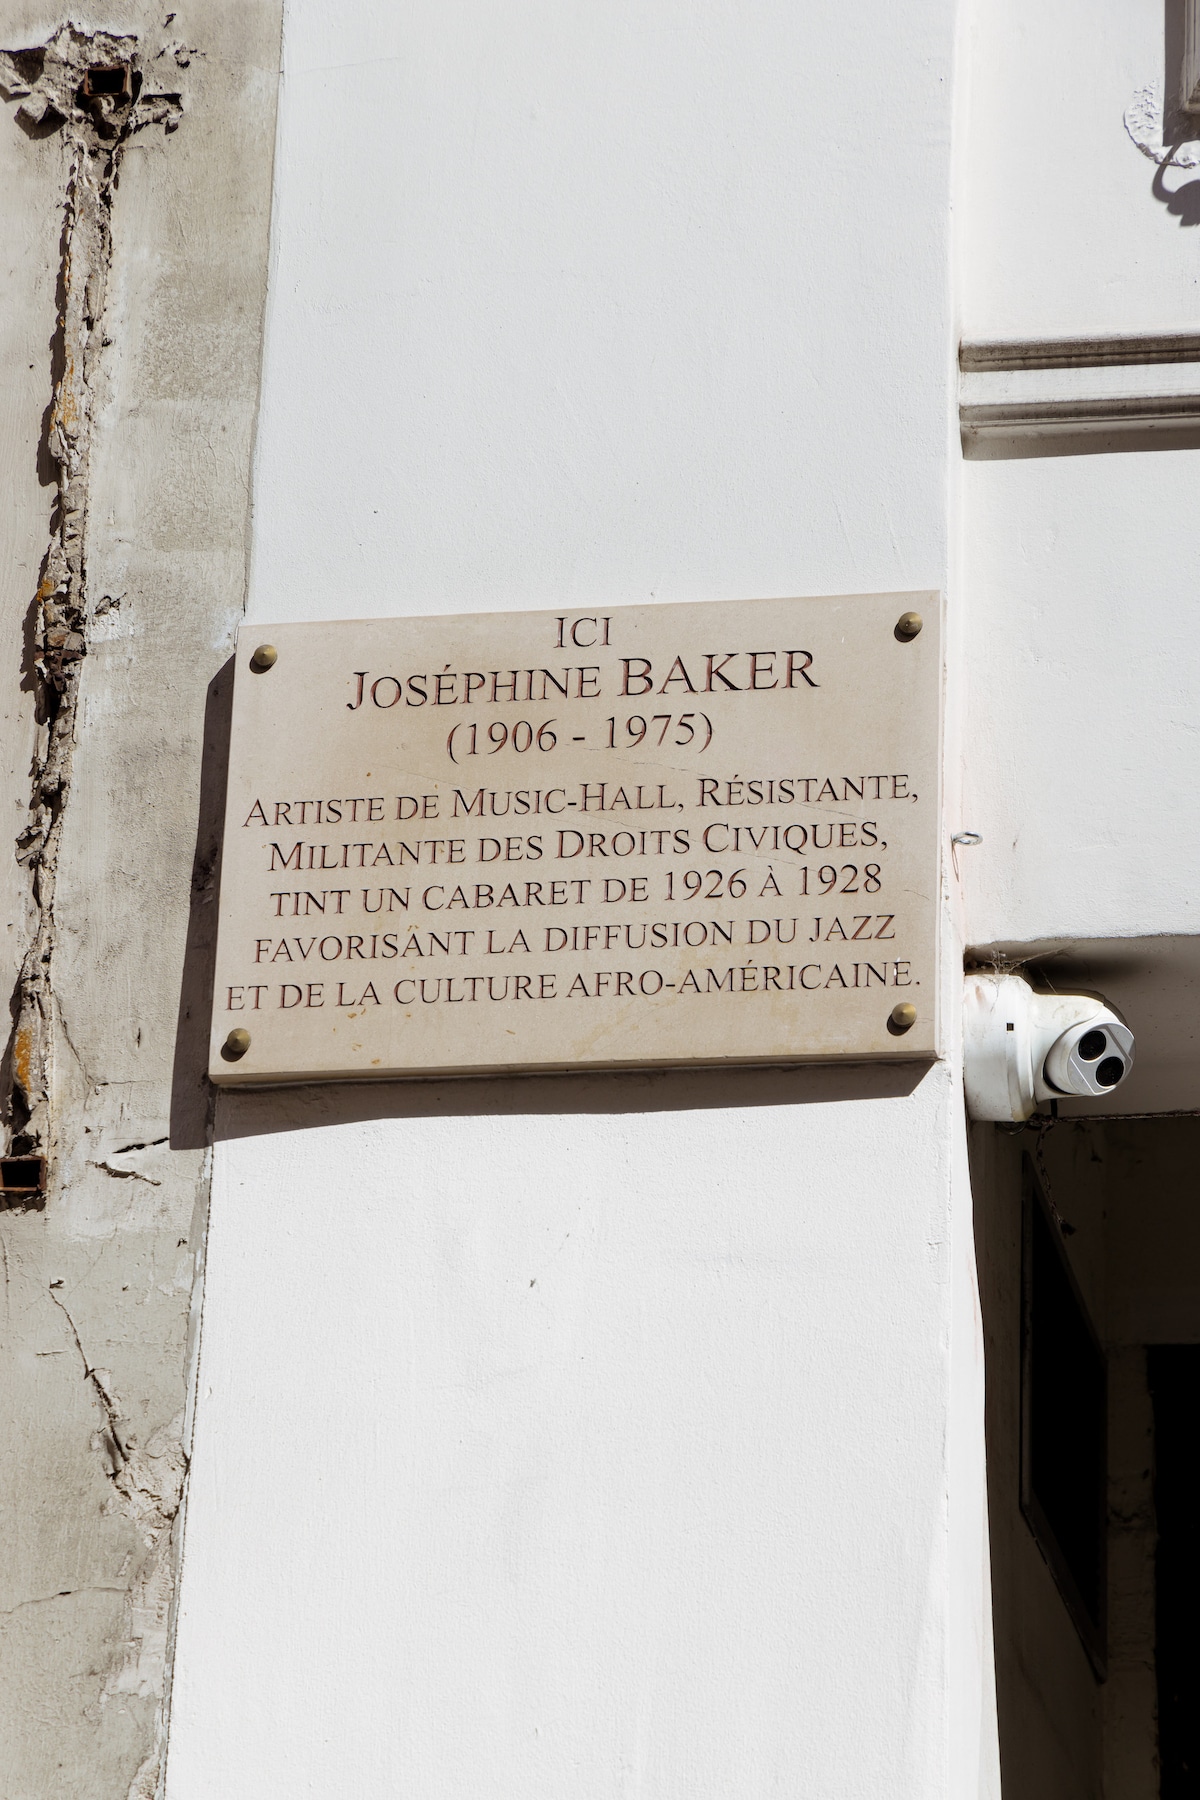 ICI
JOSÉPHINE BAKER
(1906 - 1975)
ARTISTE DE MUSIC-HALL, RÉSISTANTE,
MILITANTE DES DROITS CIVIQUES,
TINT UN CABARET DE 1926 À 1928
FAVORISANT LA DIFFUSION DU JAZZ
ET DE LA CULTURE AFRO-AMÉRICAINE.